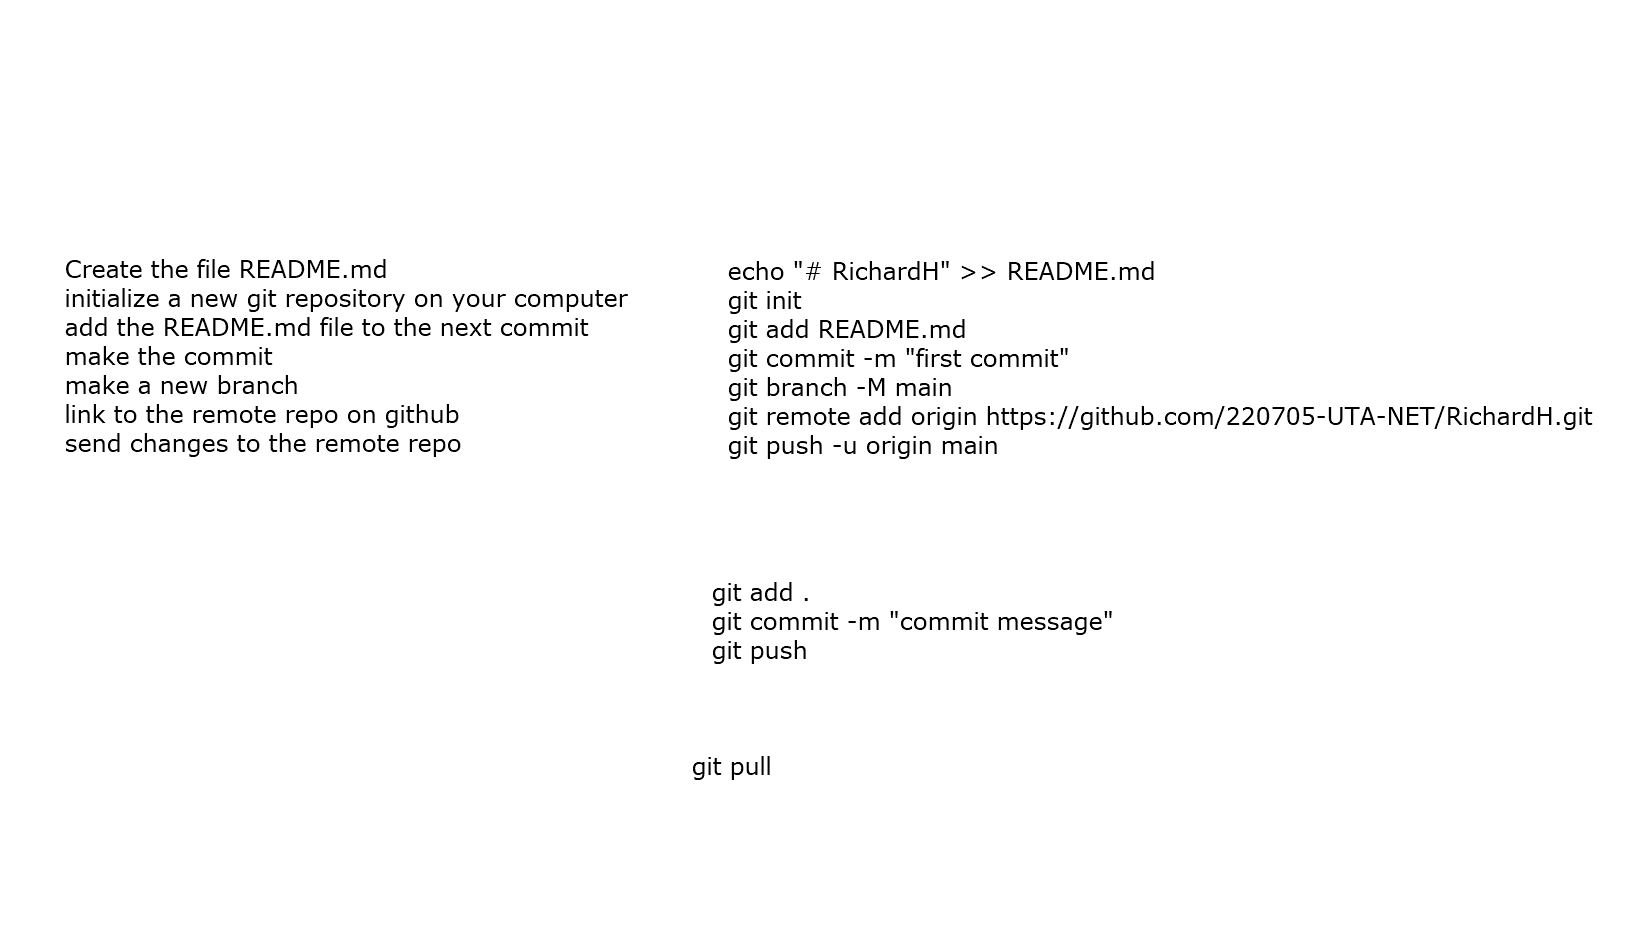 Create the file README.md
initialize a new git repository on your computer
add the README.md file to the next commit
make the commit
make a new branch
link to the remote repo on github
send changes to the remote repo
echo "# RichardH" >> README.md
git init
git add README.md
git commit -m "first commit"
git branch -M main
git remote add origin https://github.com/220705-UTA-NET/RichardH.git
git push -u origin main
git add .
git commit -m "commit message"
git push
git pull